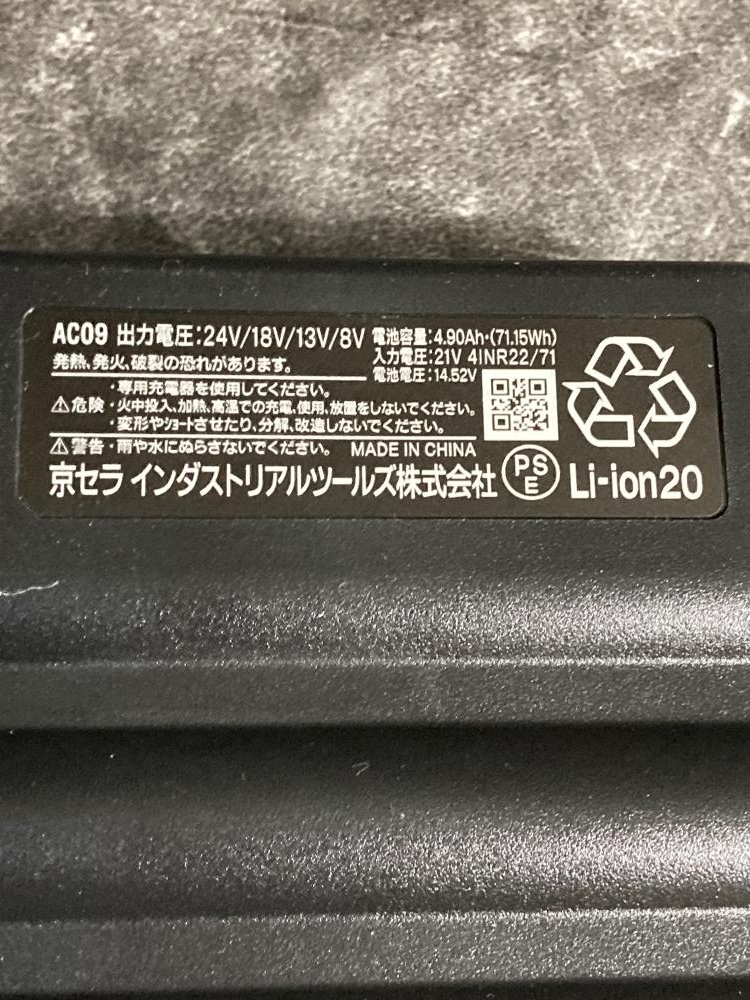 AC09 出力電圧:24V/18V/13V/8V
発熱、発火、破裂の恐れがあります。
電池容量:4.90Ah・(71.15Wh)
入力電圧:21V 4INR22/71
電池電圧:14.52V
⚠危険
・専用充電器を使用してください。
・火中投入、加熱、高温での充電、使用、放置をしないでください。
・変形やショートさせたり、分解、改造しないでください。
⚠警告・雨や水にぬらさないでください。 MADE IN CHINA
京セラ インダストリアルツールズ株式会社
PS
E
Li-ion20